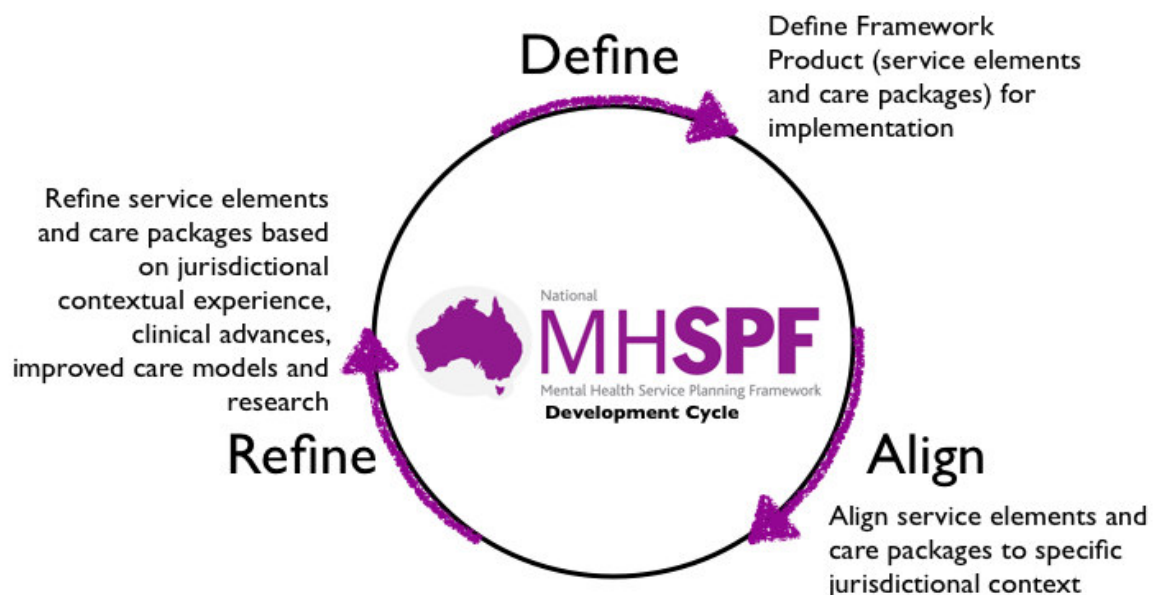 Define
Define Framework
Product (service elements
and care packages) for
implementation
Refine service elements
and care packages based
on jurisdictional
contextual experience,
clinical advances,
improved care models and
research
National
MHSPF
Mental Health Service Planning Framework
Development Cycle
Refine
Align
Align service elements and
care packages to specific
jurisdictional context